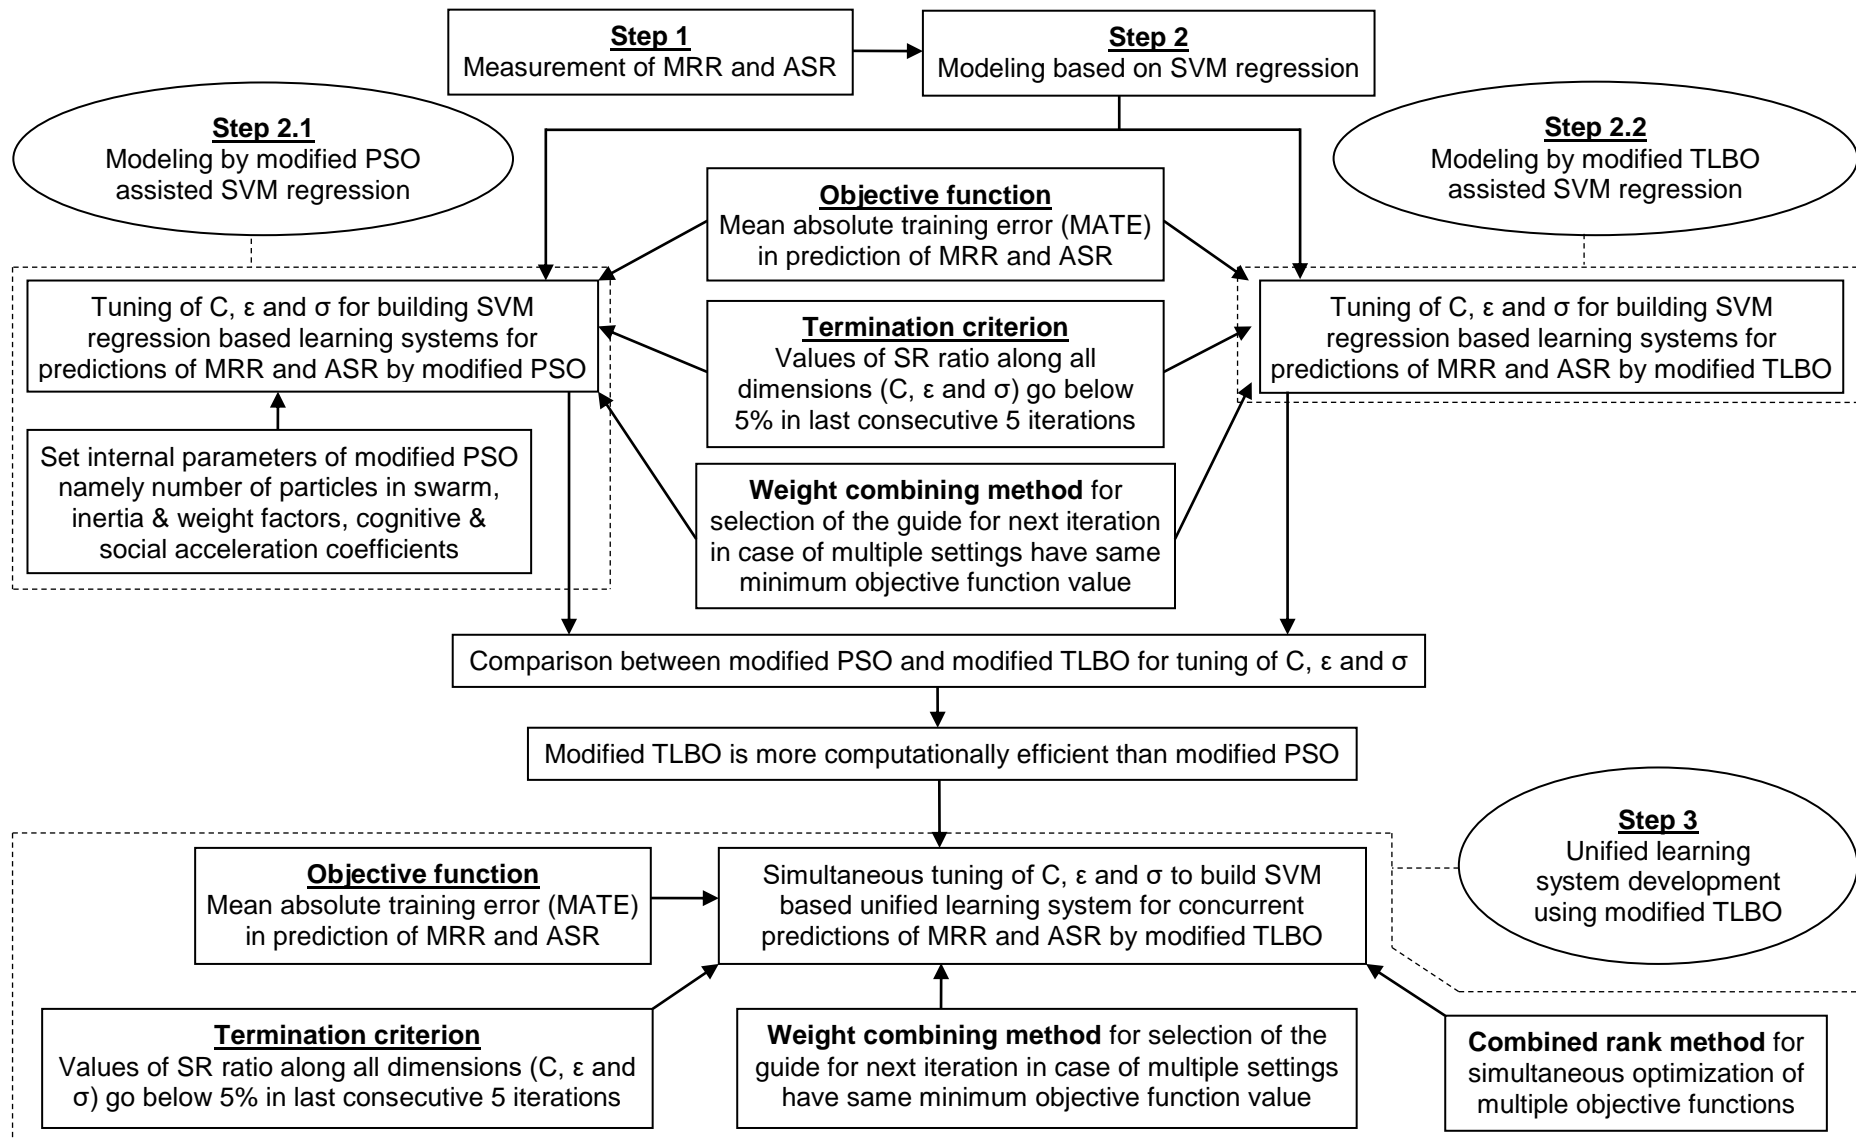 Step 1
Measurement of MRR and ASR
Step 2
Modeling based on SVM regression
Step 2.1
Modeling by modified PSO
assisted SVM regression
Step 2.2
Modeling by modified TLBO
assisted SVM regression
Objective function
Mean absolute training error (MATE)
in prediction of MRR and ASR
Tuning of C, ε and σ for building SVM
regression based learning systems for
predictions of MRR and ASR by modified PSO
Termination criterion
Values of SR ratio along all
dimensions (C, ε and σ) go below
5% in last consecutive 5 iterations
Tuning of C, ε and σ for building SVM
regression based learning systems for
predictions of MRR and ASR by modified TLBO
Set internal parameters of modified PSO
namely number of particles in swarm,
inertia & weight factors, cognitive &
social acceleration coefficients
Weight combining method for
selection of the guide for next iteration
in case of multiple settings have same
minimum objective function value
Comparison between modified PSO and modified TLBO for tuning of C, ε and σ
Modified TLBO is more computationally efficient than modified PSO
Step 3
Unified learning
system development
using modified TLBO
Objective function
Mean absolute training error (MATE)
in prediction of MRR and ASR
Simultaneous tuning of C, ε and σ to build SVM
based unified learning system for concurrent
predictions of MRR and ASR by modified TLBO
Termination criterion
Values of SR ratio along all dimensions (C, ε and
σ) go below 5% in last consecutive 5 iterations
Weight combining method for selection of the
guide for next iteration in case of multiple settings
have same minimum objective function value
Combined rank method for
simultaneous optimization of
multiple objective functions